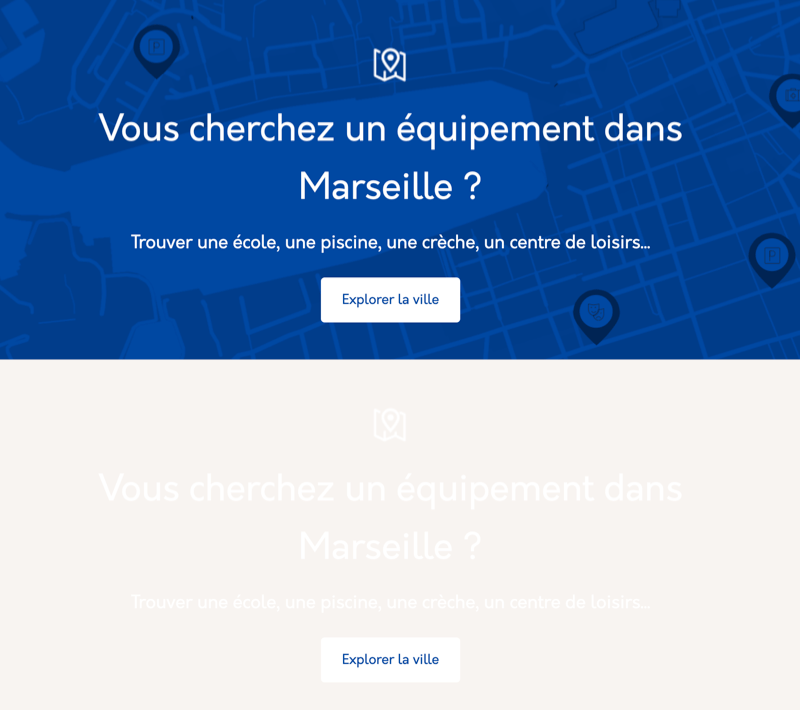 Vous cherchez un équipement dans
Marseille ?
Trouver une école, une piscine, une crèche, un centre de loisirs...
Explorer la ville
Vous cherchez un équipement dans
Marseille ?
Trouver une école, une piscine, une crèche, un centre de loisirs...
Explorer la ville